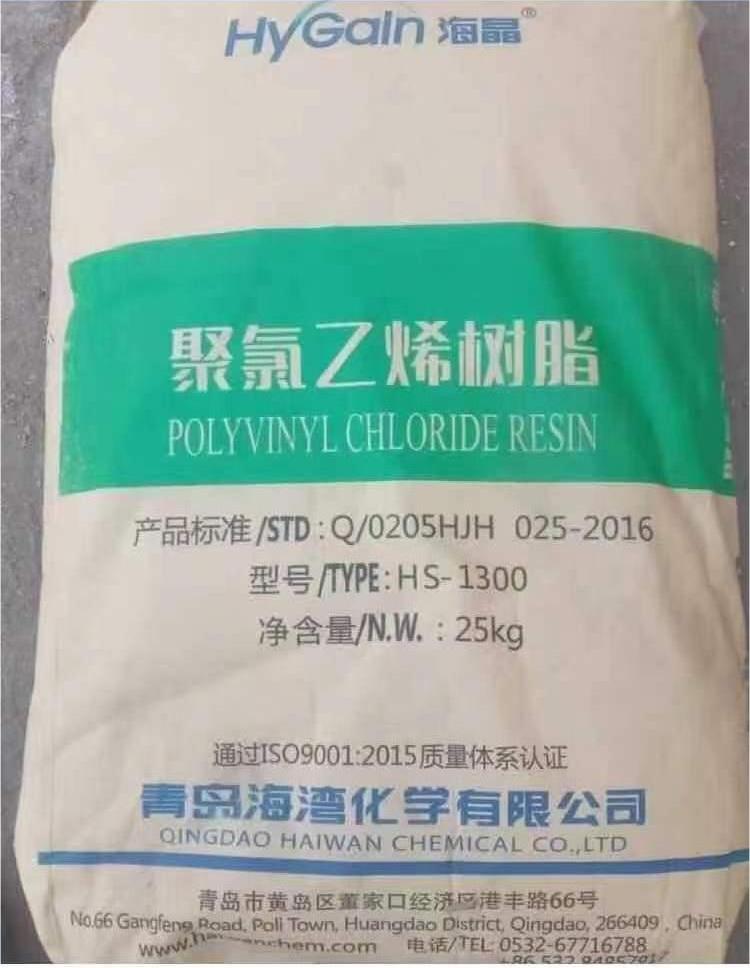 HyGain 海晶®
聚氯乙烯树脂
POLYVINYL CHLORIDE RESIN
产品标准/STD:Q/0205HJH 025-2016
型号/TYPE:HS-1300
净含量/N.W.:25kg
通过ISO9001:2015质量体系认证
青岛海湾化学有限公司
QINGDAO HAIWAN CHEMICAL CO.,LTD
青岛市黄岛区董家口经济区港丰路66号
No.66 Gangfeng Road, Poli Town, Huangdao District, Qingdao, 266409 , China
电话/TEL: 0532-67716788